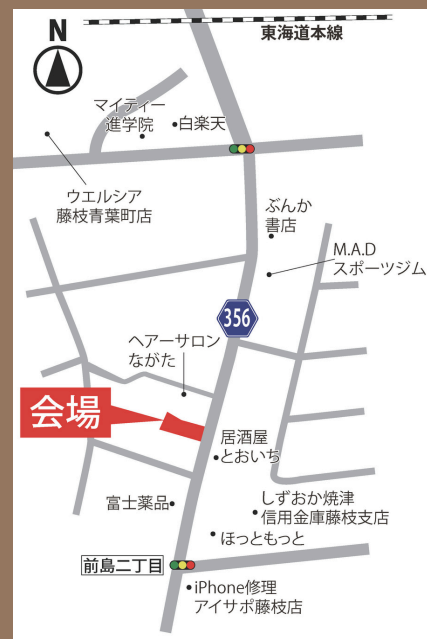 N
東海道本線
マイティー
進学院
白楽天
ウエルシア
藤枝青葉町店
ぶんか
書店
M.A.D
スポーツジム
356
ヘアーサロン
ながた
会場
居酒屋
とおいち
富士薬品
しずおか焼津
信用金庫藤枝支店
ほっともっと
前島二丁目
iPhone修理
アイサポ藤枝店